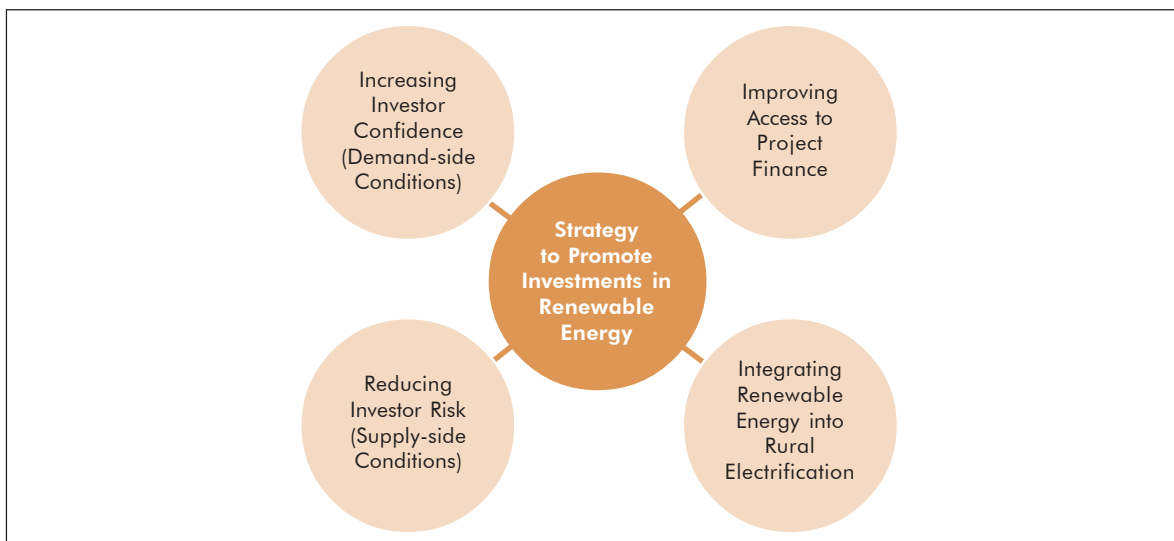 Increasing
Investor
Confidence
(Demand-side
Conditions)
Improving
Access to
Project
Finance
Strategy
to Promote
Investments in
Renewable
Energy
Reducing
Investor Risk
(Supply-side
Conditions)
Integrating
Renewable
Energy into
Rural
Electrification